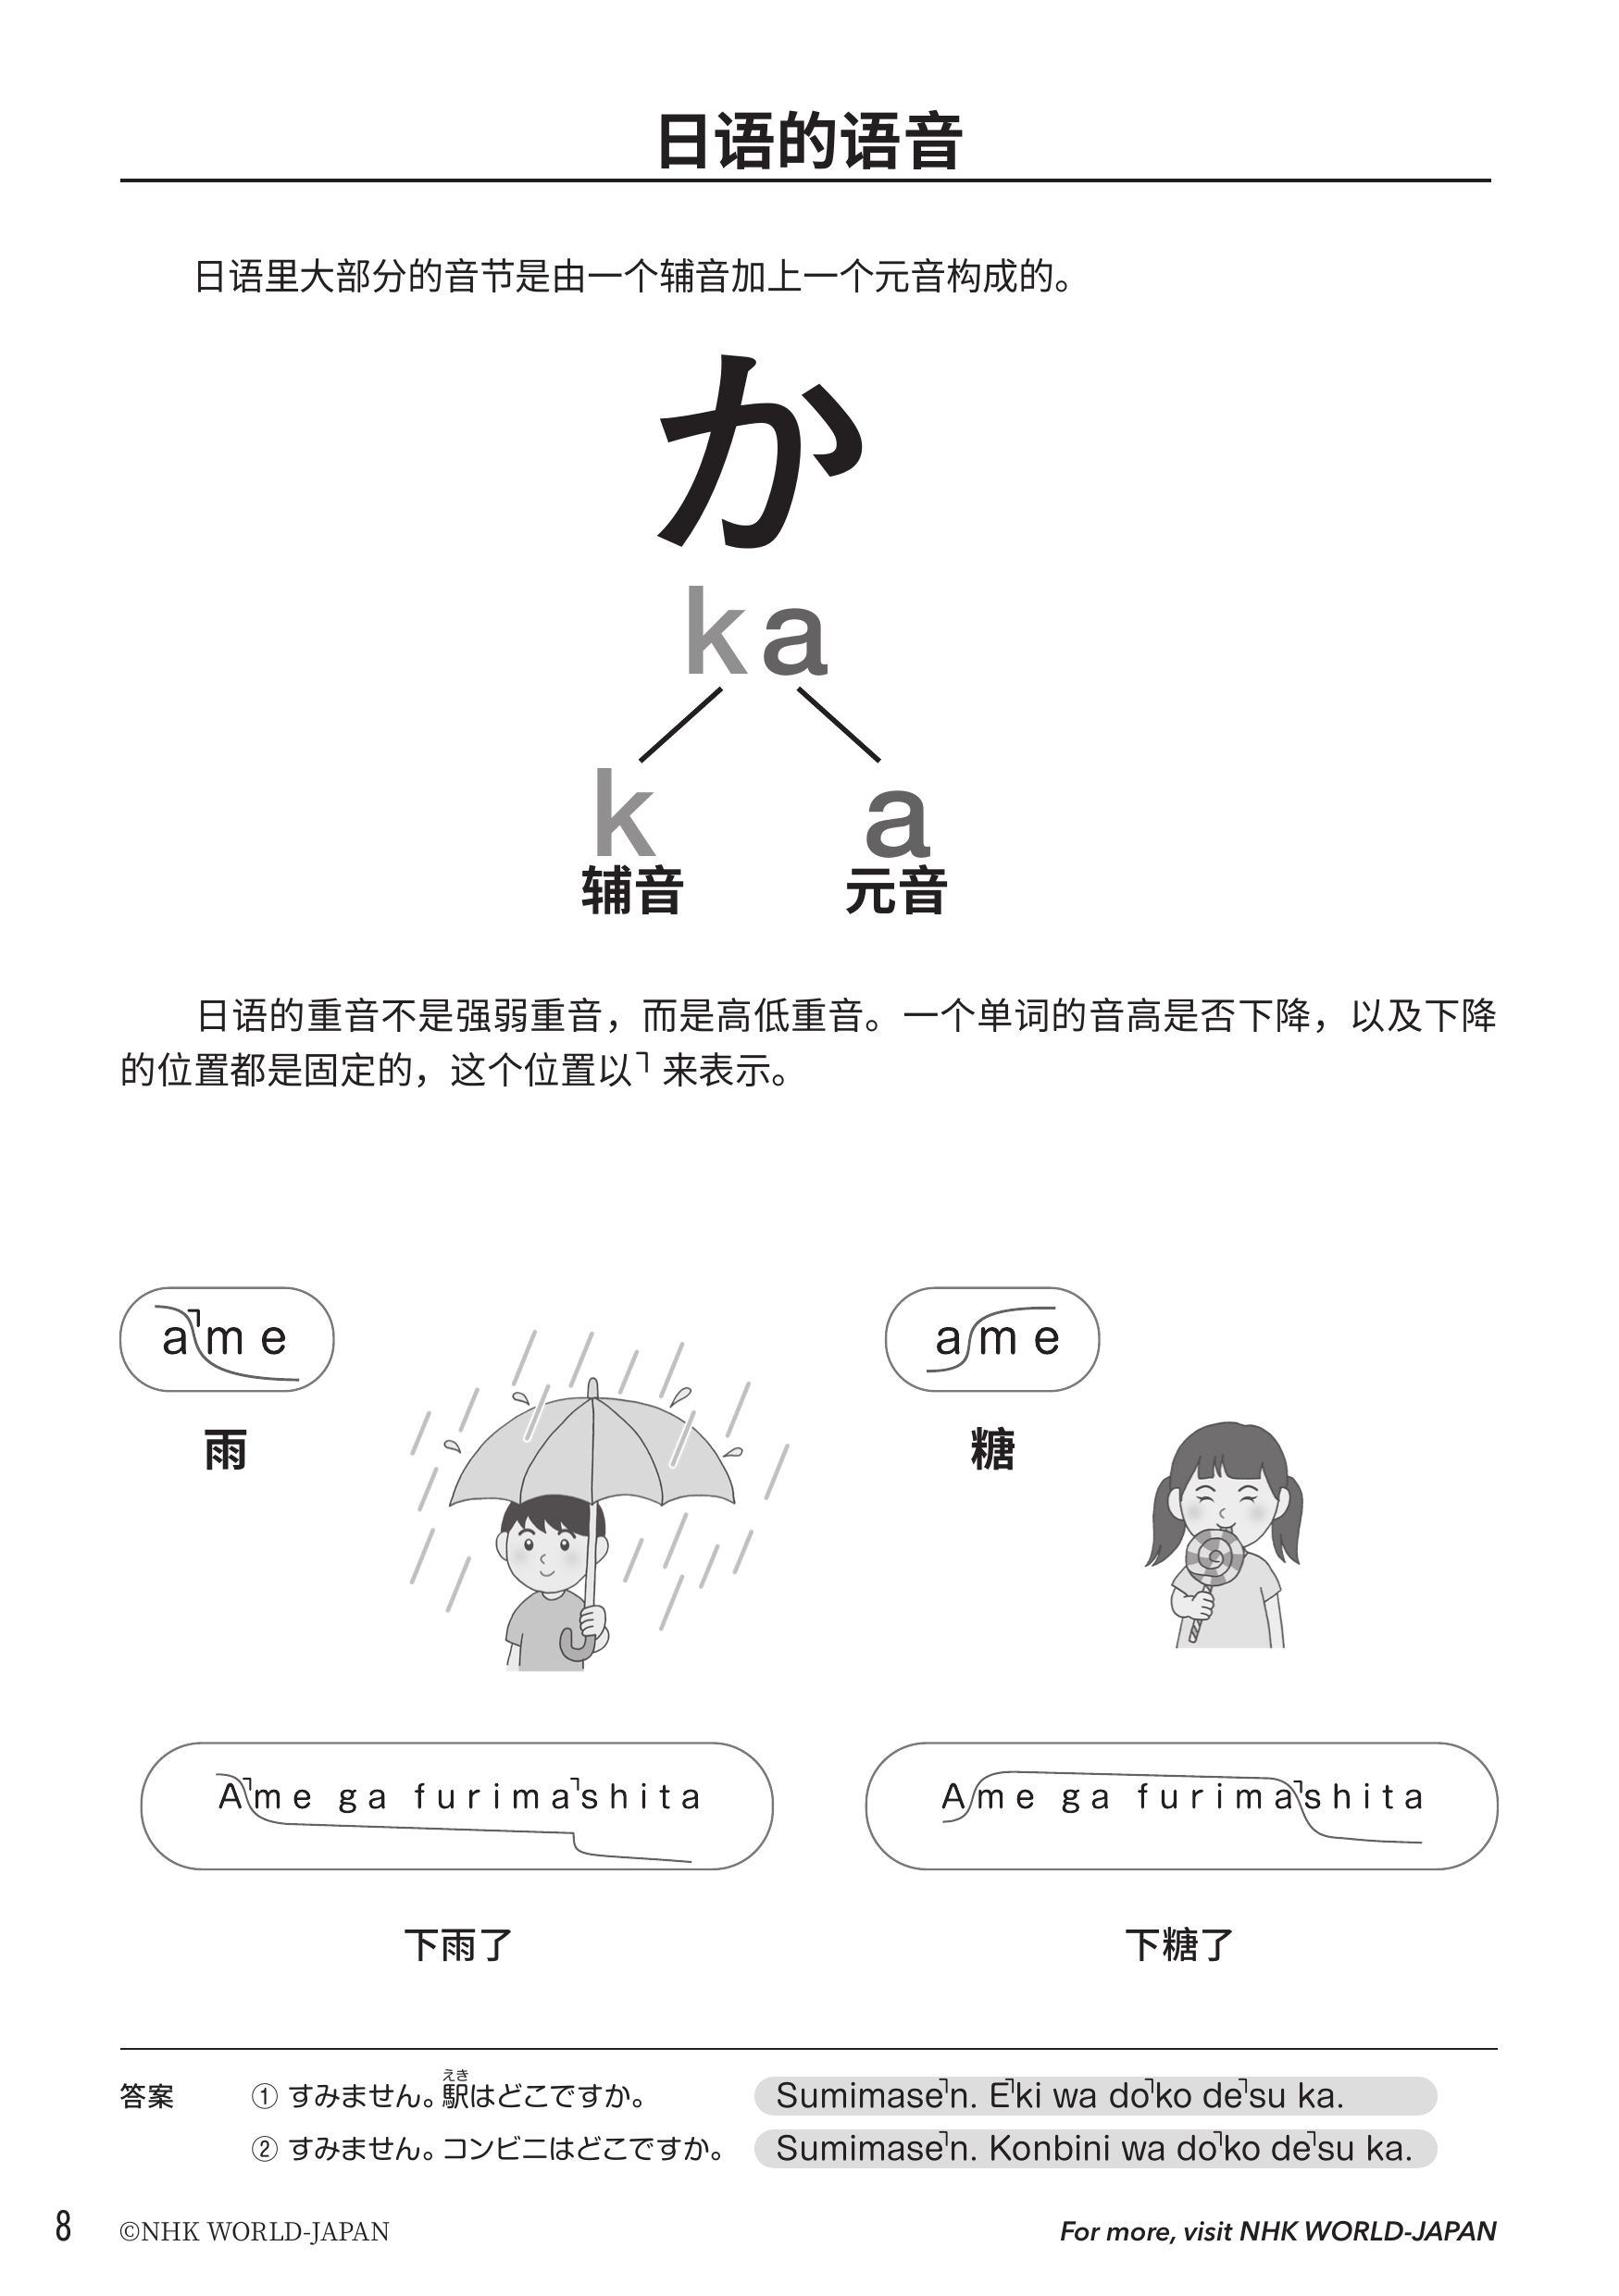 日语的语音
日语里大部分的音节是由一个辅音加上一个元音构成的。
か
ka
k a
辅音 元音
日语的重音不是强弱重音，而是高低重音。一个单词的音高是否下降，以及下降
的位置都是固定的，这个位置以 ̚ 来表示。
a ̚me
雨
ame
糖
A ̚me ga furima ̚shita
下雨了
Ame ga furima ̚shita
下糖了
答案
えき
① すみません。駅はどこですか。 Sumimase ̚n. E ̚ki wa do ̚ko de ̚su ka.
② すみません。コンビニはどこですか。 Sumimase ̚n. Konbini wa do ̚ko de ̚su ka.
8 ©NHK WORLD-JAPAN For more, visit NHK WORLD-JAPAN